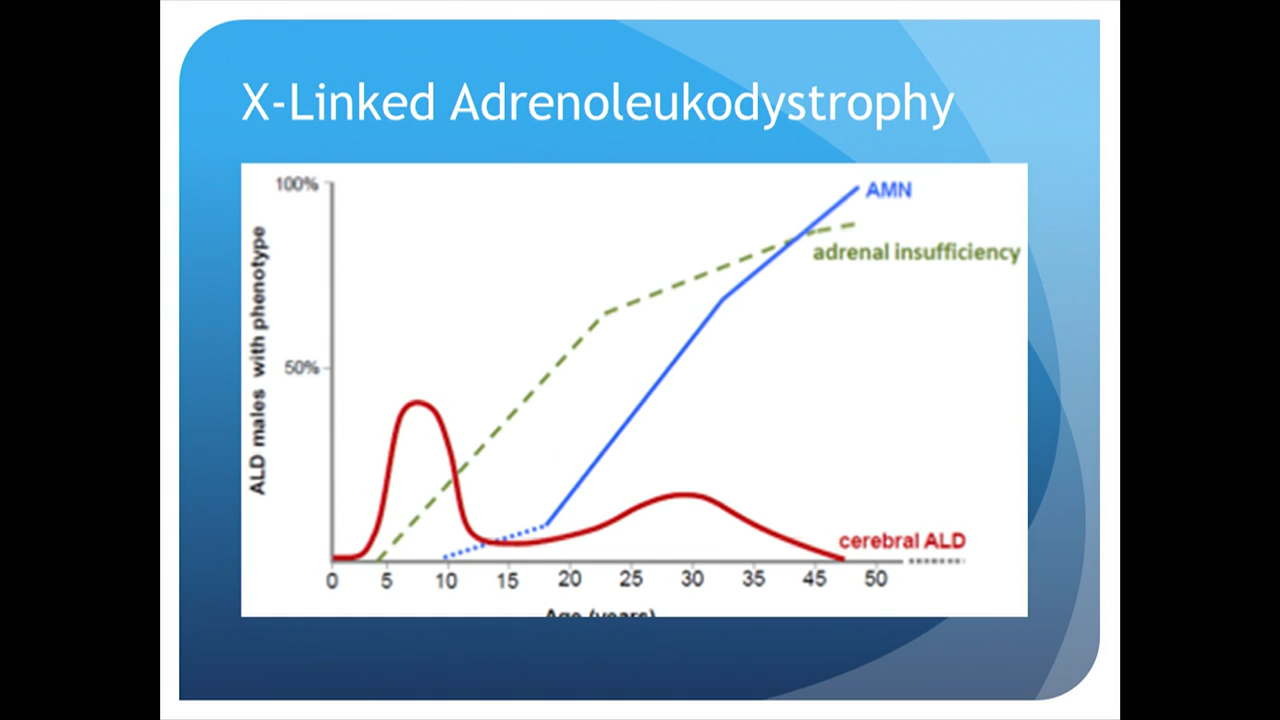 X-Linked Adrenoleukodystrophy
100%
AMN
adrenal insufficiency
ALD males with phenotype
50%
cerebral ALD
0 5 10 15 20 25 30 35 45 50
Age (years)